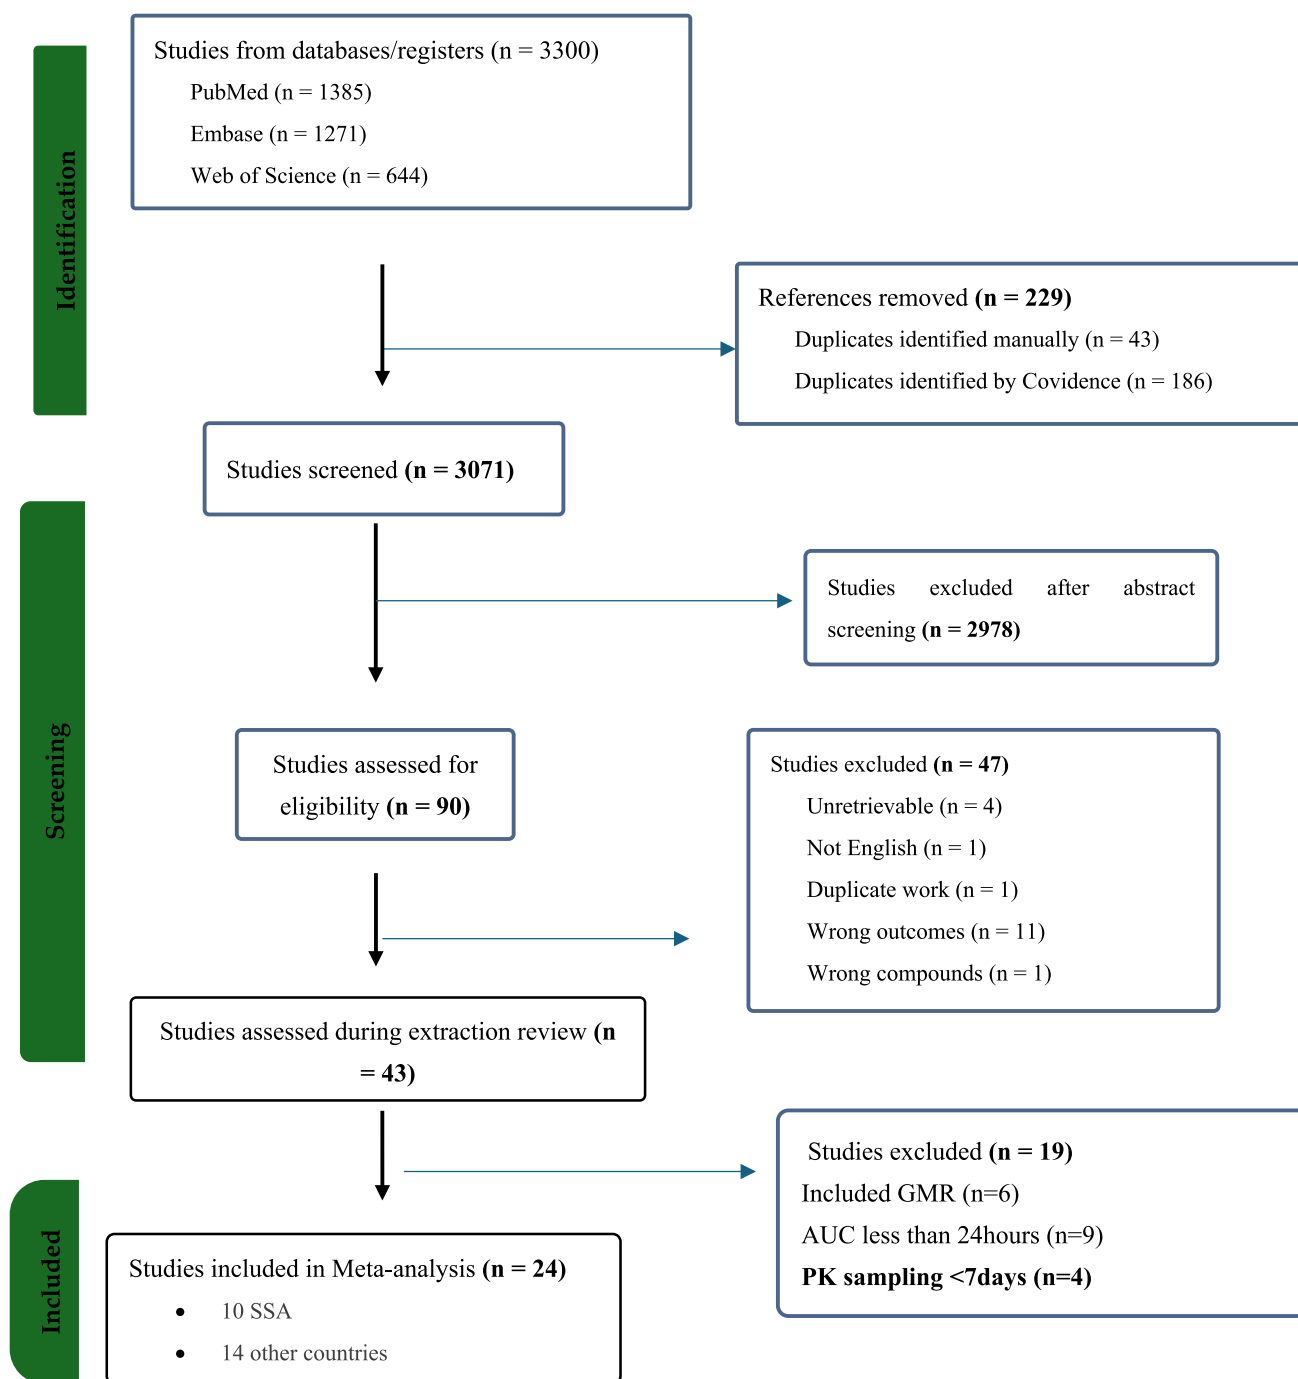 Identification
Studies from databases/registers (n = 3300)
PubMed (n = 1385)
Embase (n = 1271)
Web of Science (n = 644)
References removed (n = 229)
Duplicates identified manually (n = 43)
Duplicates identified by Covidence (n = 186)
Studies screened (n = 3071)
Screening
Studies excluded after abstract
screening (n = 2978)
Studies assessed for
eligibility (n = 90)
Studies excluded (n = 47)
Unretrievable (n = 4)
Not English (n = 1)
Duplicate work (n = 1)
Wrong outcomes (n = 11)
Wrong compounds (n = 1)
Studies assessed during extraction review (n
= 43)
Studies excluded (n = 19)
Included GMR (n=6)
AUC less than 24hours (n=9)
PK sampling <7days (n=4)
Included
Studies included in Meta-analysis (n = 24)
• 10 SSA
• 14 other countries